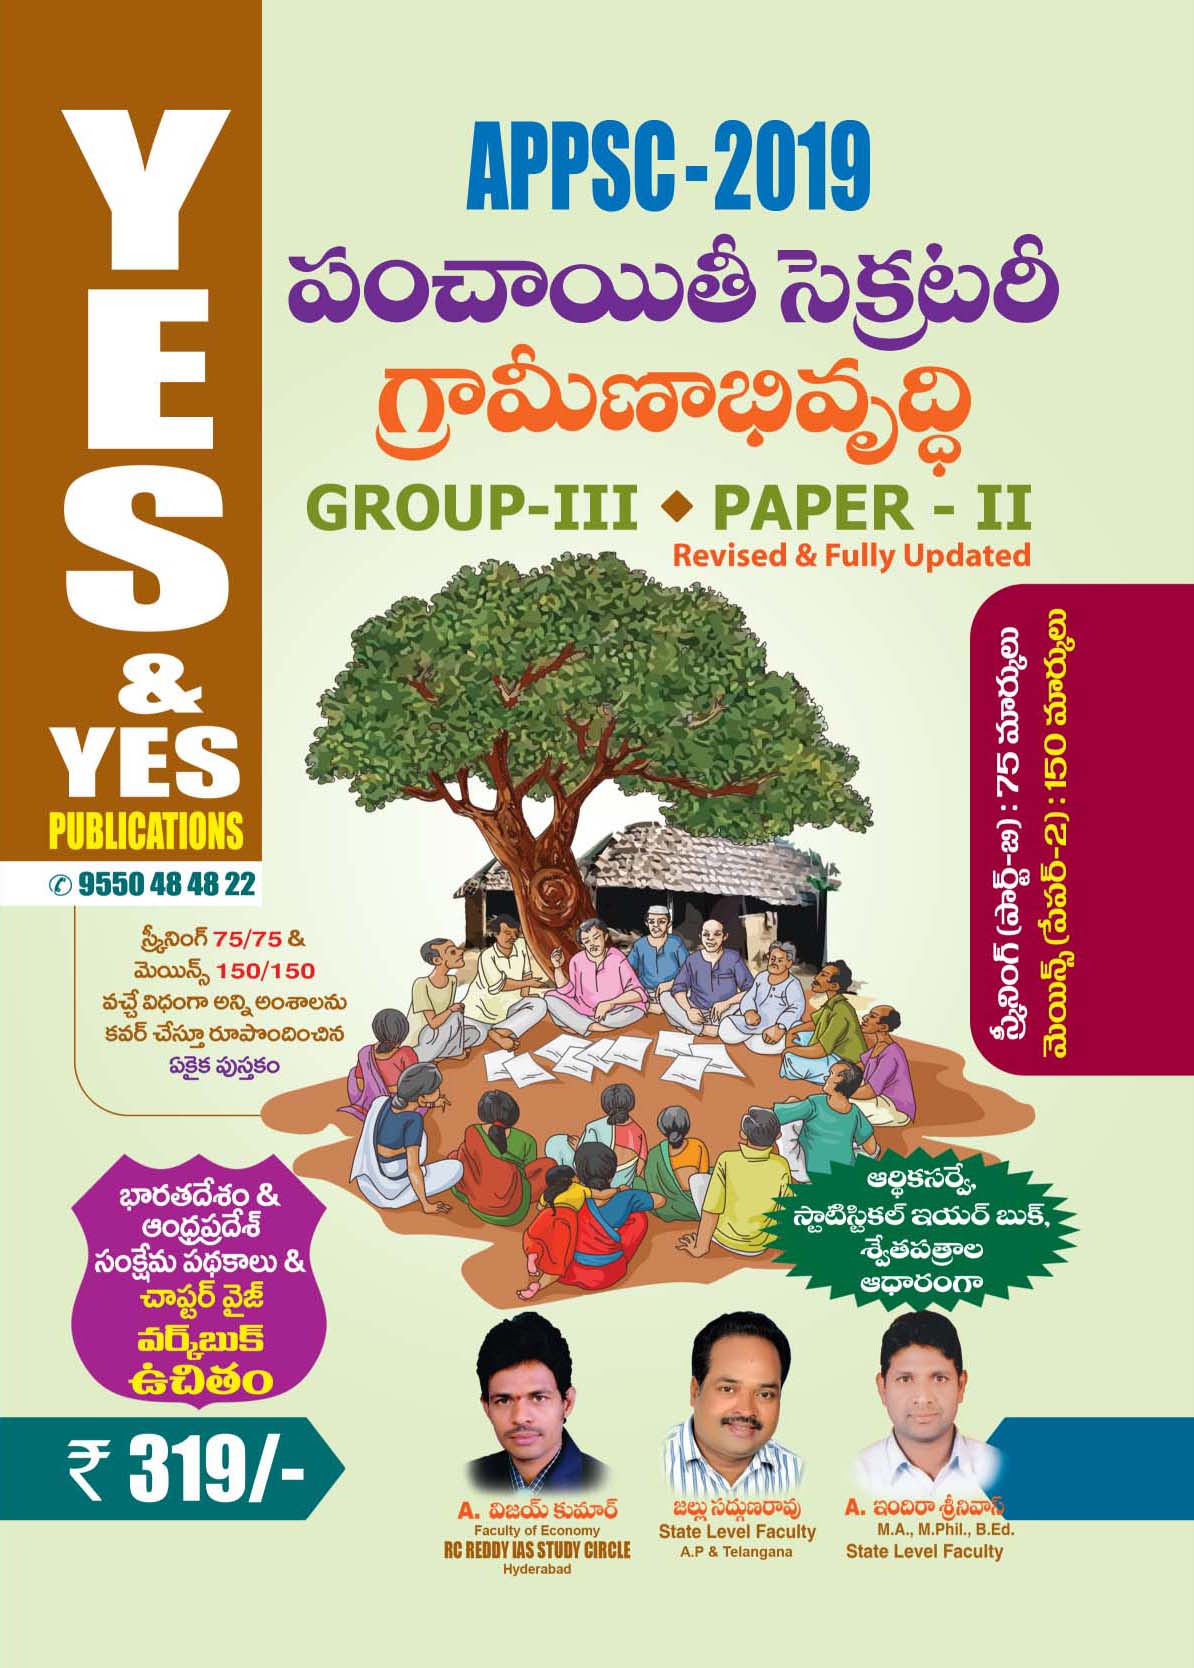 YES
&
YES
PUBLICATIONS
✆ 9550 48 48 22
APPSC-2019
పంచాయితీ సెక్రటరీ
గ్రామీణాభివృద్ధి
GROUP-III ◆ PAPER - II
Revised & Fully Updated
స్క్రీనింగ్ (పార్ట్-బి) : 75 మార్కులు
మెయిన్స్ (పేపర్-2) : 150 మార్కులు
స్క్రీనింగ్ 75/75 &
మెయిన్స్ 150/150
వచ్చే విధంగా అన్ని అంశాలను
కవర్ చేస్తూ రూపొందించిన
ఏకైక పుస్తకం
భారతదేశం &
ఆంధ్రప్రదేశ్
సంక్షేమ పథకాలు &
చాప్టర్ వైజ్
వర్క్‌బుక్
ఉచితం
ఆర్థికసర్వే,
స్టాటిస్టికల్ ఇయర్ బుక్,
శ్వేతపత్రాల
ఆధారంగా
₹ 319/-
A. విజయ్ కుమార్
Faculty of Economy
RC REDDY IAS STUDY CIRCLE
Hyderabad
జల్లు సద్గుణరావు
State Level Faculty
A.P & Telangana
A. ఇందిరా శ్రీనివాస్
M.A., M.Phil., B.Ed.
State Level Faculty